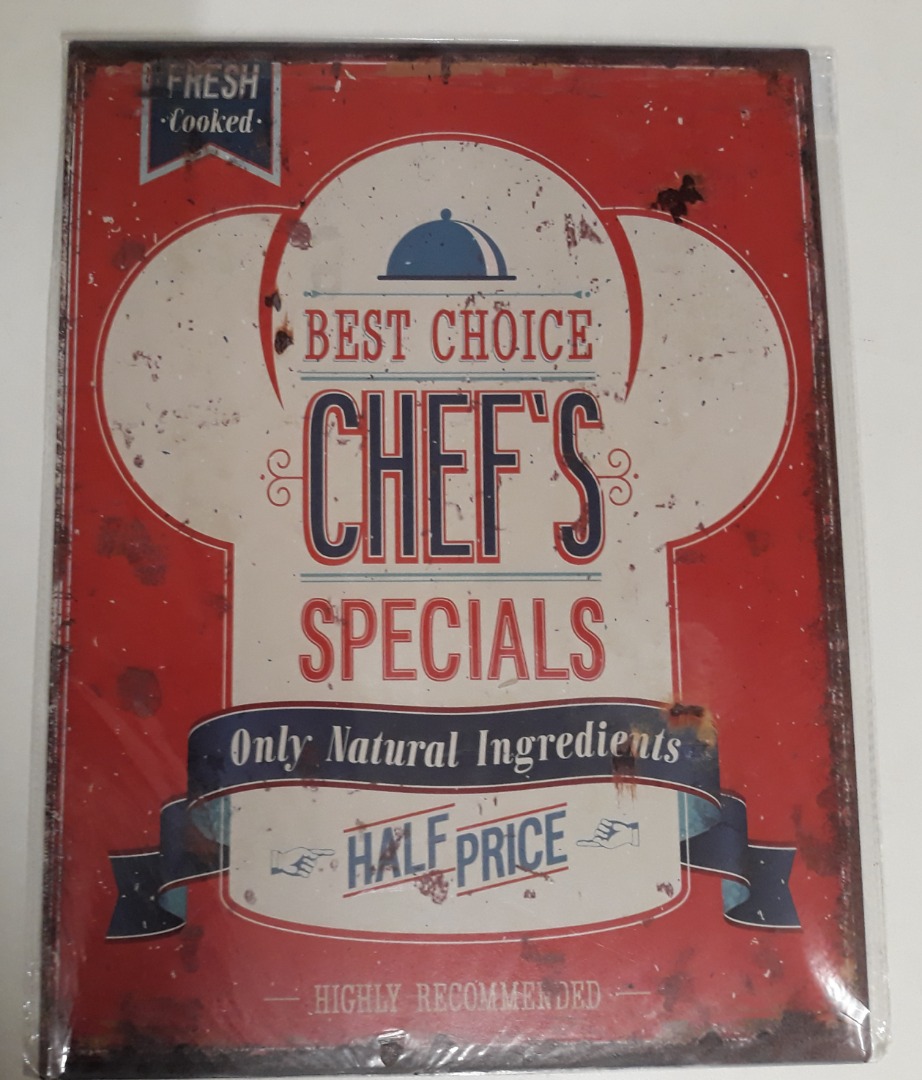 FRESH
·Cooked·
BEST CHOICE
CHEF'S
SPECIALS
Only Natural Ingredients
HALF PRICE
— HIGHLY RECOMMENDED —